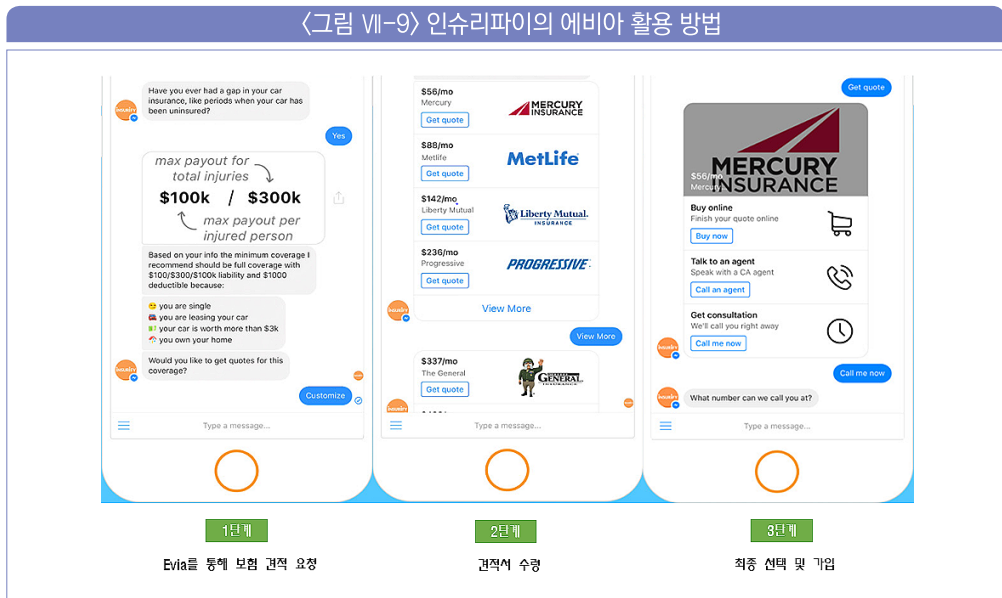 〈그림 Ⅶ-9〉 인슈리파이의 에비아 활용 방법
Have you ever had a gap in your car
insurance, like periods when your car has
been uninsured?
Yes
max payout for
total injuries
$100k / $300k
max payout per
injured person
Based on your info the minimum coverage I
recommend should be full coverage with
$100/$300/$100k liability and $1000
deductible because:
you are single
you are leasing your car
your car is worth more than $3k
you own your home
Would you like to get quotes for this
coverage?
Customize
Type a message...
$56/mo
Mercury
Get quote
MERCURY
INSURANCE
$88/mo
Metlife
Get quote
MetLife
$142/mo
Liberty Mutual
Get quote
Liberty Mutual.
INSURANCE
$236/mo
Progressive
Get quote
PROGRESSIVE
View More
View More
$337/mo
The General
Get quote
GENERAL
Type a message...
Get quote
MERCURY
INSURANCE
$56/mo
Mercury
Buy online
Finish your quote online
Buy now
Talk to an agent
Speak with a CA agent
Call an agent
Get consultation
We'll call you right away
Call me now
Call me now
What number can we call you at?
Type a message...
1단계
Evia를 통해 보험 견적 요청
2단계
견적서 수령
3단계
최종 선택 및 가입